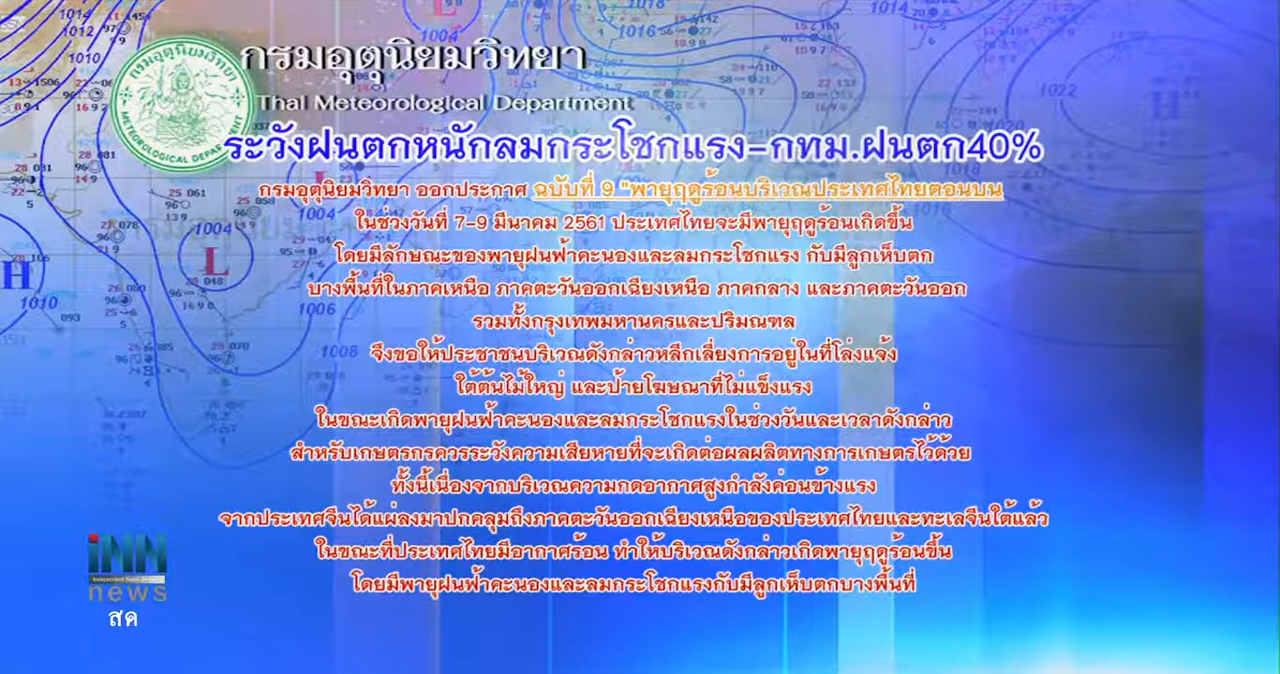 กรมอุตุนิยมวิทยา
Thai Meteorological Department
ระวังฝนตกหนักลมกระโชกแรง-กทม.ฝนตก40%
กรมอุตุนิยมวิทยา ออกประกาศ ฉบับที่ 9 "พายุฤดูร้อนบริเวณประเทศไทยตอนบน
ในช่วงวันที่ 7-9 มีนาคม 2561 ประเทศไทยจะมีพายุฤดูร้อนเกิดขึ้น
โดยมีลักษณะของพายุฝนฟ้าคะนองและลมกระโชกแรง กับมีลูกเห็บตก
บางพื้นที่ในภาคเหนือ ภาคตะวันออกเฉียงเหนือ ภาคกลาง และภาคตะวันออก
รวมทั้งกรุงเทพมหานครและปริมณฑล
จึงขอให้ประชาชนบริเวณดังกล่าวหลีกเลี่ยงการอยู่ในที่โล่งแจ้ง
ใต้ต้นไม้ใหญ่ และป้ายโฆษณาที่ไม่แข็งแรง
ในขณะเกิดพายุฝนฟ้าคะนองและลมกระโชกแรงในช่วงวันและเวลาดังกล่าว
สำหรับเกษตรกรควรระวังความเสียหายที่จะเกิดต่อผลผลิตทางการเกษตรไว้ด้วย
ทั้งนี้เนื่องจากบริเวณความกดอากาศสูงกำลังค่อนข้างแรง
จากประเทศจีนได้แผ่ลงมาปกคลุมถึงภาคตะวันออกเฉียงเหนือของประเทศไทยและทะเลจีนใต้แล้ว
ในขณะที่ประเทศไทยมีอากาศร้อน ทำให้บริเวณดังกล่าวเกิดพายุฤดูร้อนขึ้น
โดยมีพายุฝนฟ้าคะนองและลมกระโชกแรงกับมีลูกเห็บตกบางพื้นที่
iNN
news
สด
1014
1012
1010
1004
1016
1018
1014
1022
1004
1004
1006
1008
1010
1016
1018
H
L